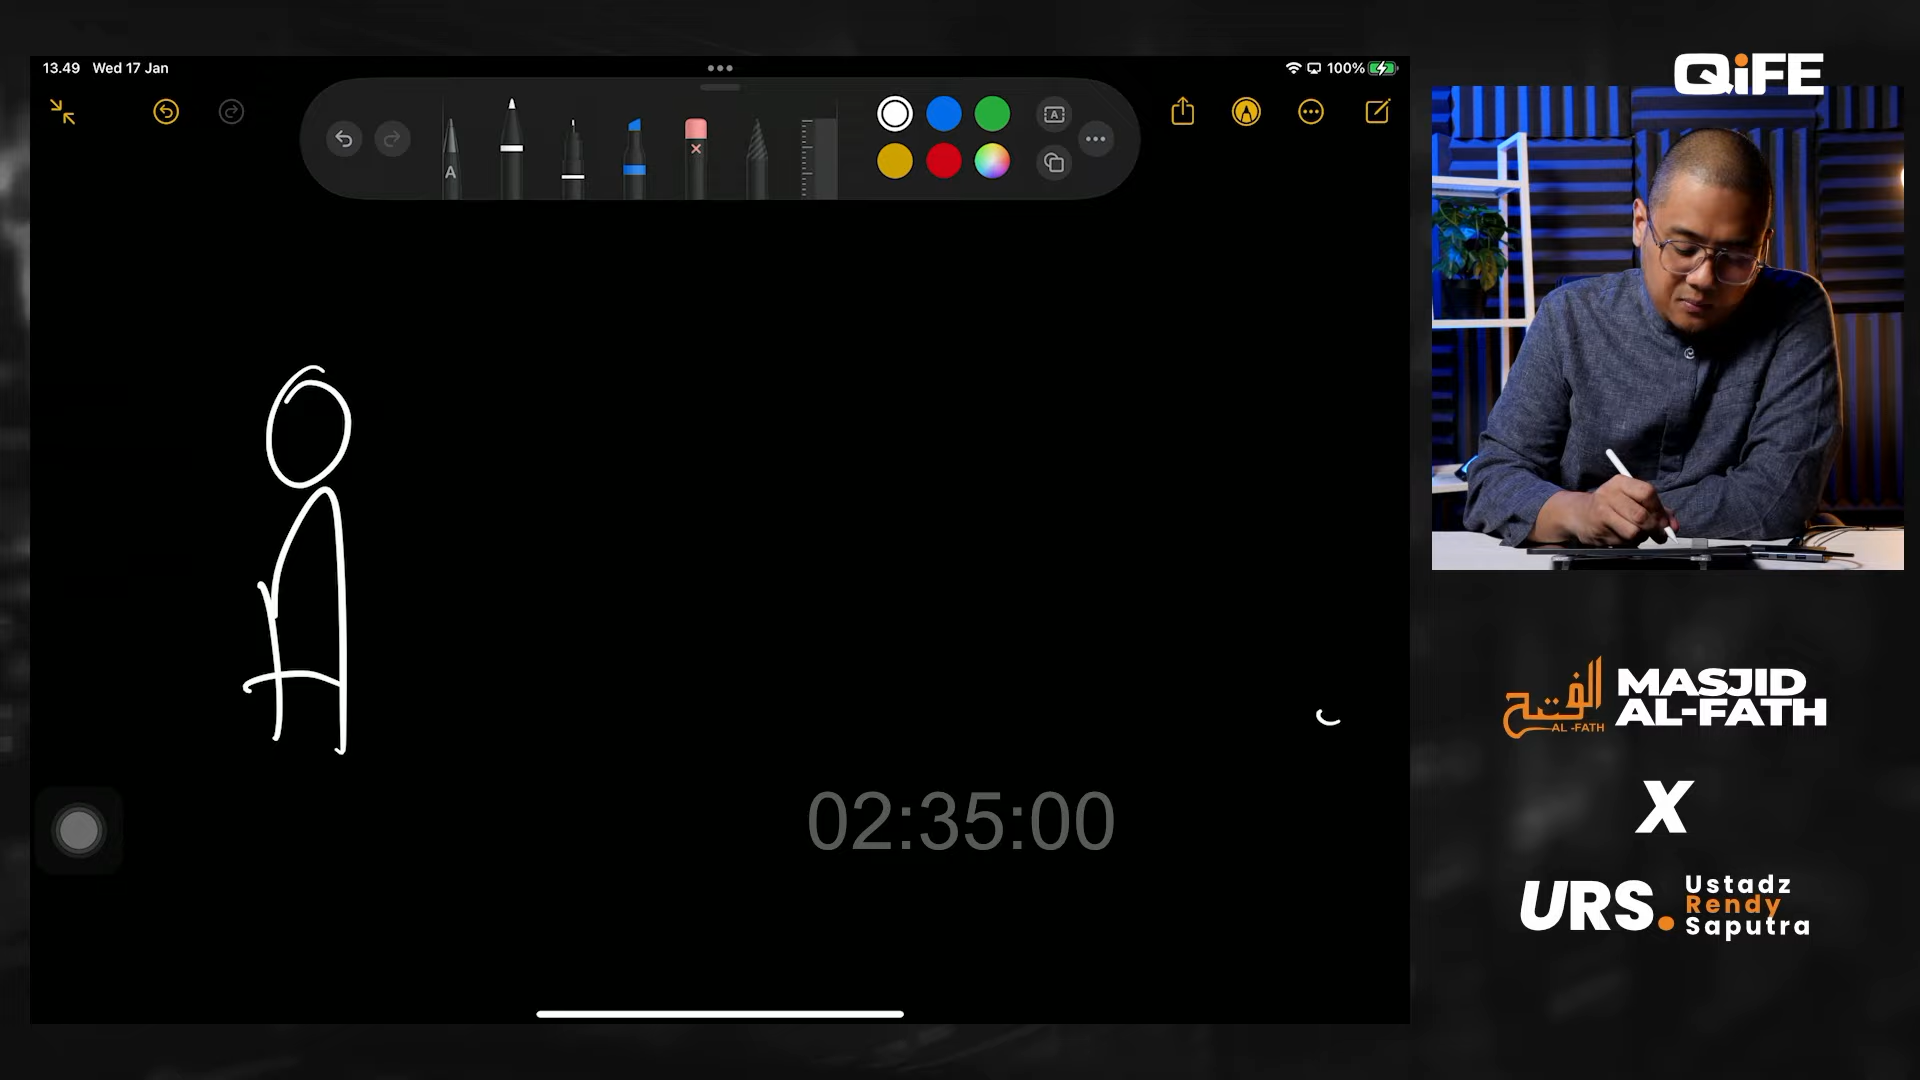 13.49 Wed 17 Jan
100%
A
A
QiFE
02:35:00
الفتح
AL -FATH
MASJID
AL-FATH
X
URS.
Ustadz
Rendy
Saputra